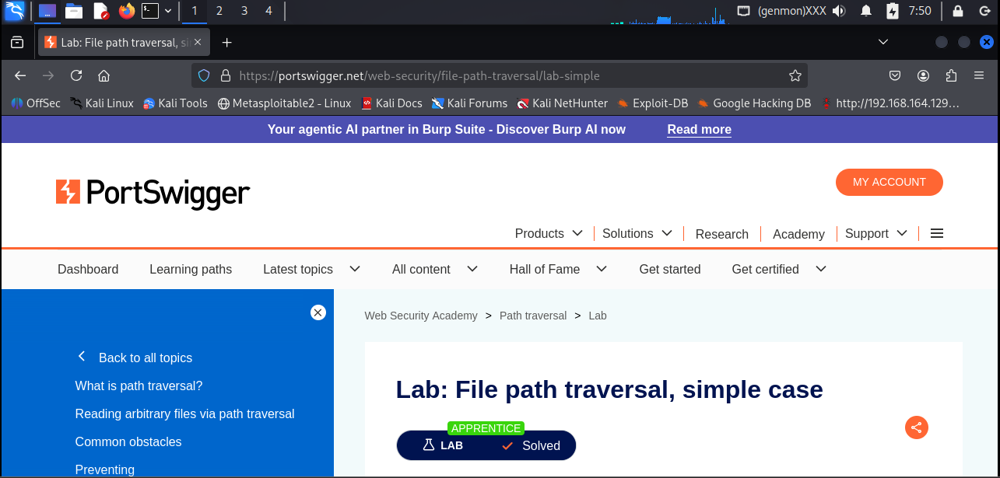 1 2 3 4 (genmon)XXX 7:50
Lab: File path traversal, si
https://portswigger.net/web-security/file-path-traversal/lab-simple
OffSec Kali Linux Kali Tools Metasploitable2 - Linux Kali Docs Kali Forums Kali NetHunter Exploit-DB Google Hacking DB http://192.168.164.129…
Your agentic AI partner in Burp Suite - Discover Burp AI now Read more
PortSwigger
MY ACCOUNT
Products Solutions Research Academy Support
Dashboard Learning paths Latest topics All content Hall of Fame Get started Get certified
Back to all topics
What is path traversal?
Reading arbitrary files via path traversal
Common obstacles
Preventing
Web Security Academy > Path traversal > Lab
Lab: File path traversal, simple case
APPRENTICE
LAB Solved